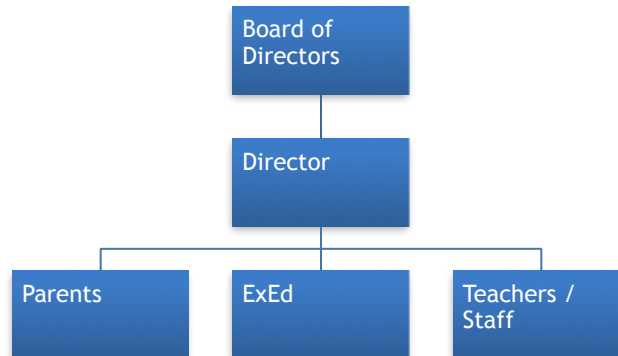 Board of
Directors
Director
Parents
ExEd
Teachers /
Staff